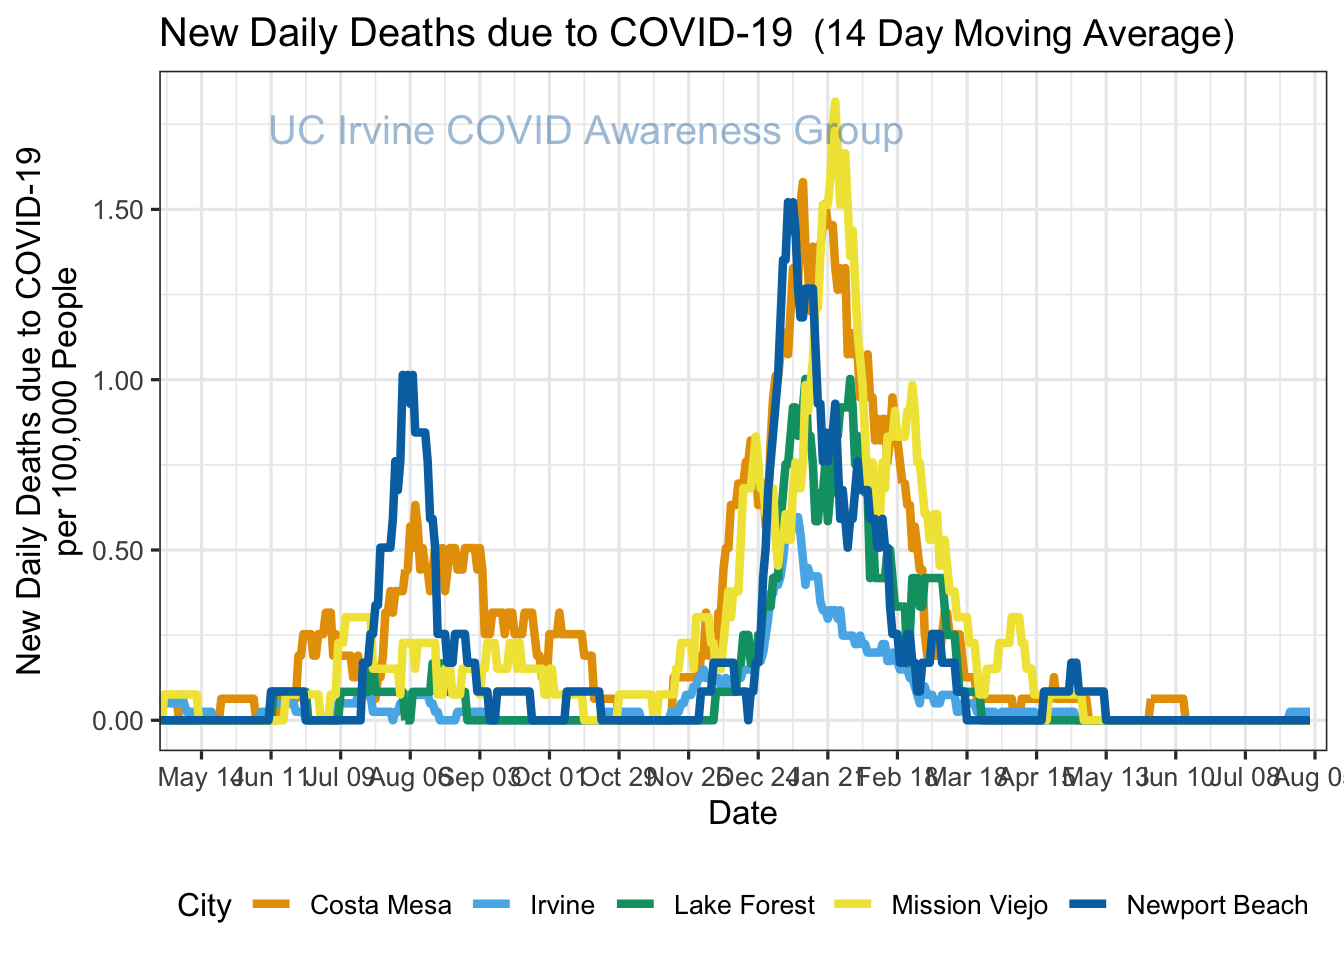 New Daily Deaths due to COVID-19 (14 Day Moving Average)
UC Irvine COVID Awareness Group
New Daily Deaths due to COVID-19
per 100,000 People
1.50
1.00
0.50
0.00
May 14 Jun 11 Jul 09 Aug 06 Sep 03 Oct 01 Oct 29 Nov 26 Dec 24 Jan 21 Feb 18 Mar 18 Apr 15 May 13 Jun 10 Jul 08 Aug
Date
City Costa Mesa Irvine Lake Forest Mission Viejo Newport Beach